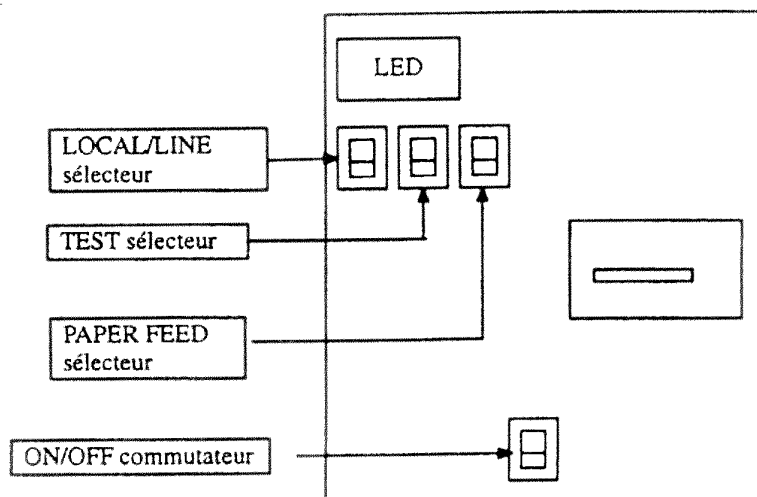 LED
LOCAL/LINE
sélecteur
TEST sélecteur
PAPER FEED
sélecteur
ON/OFF commutateur